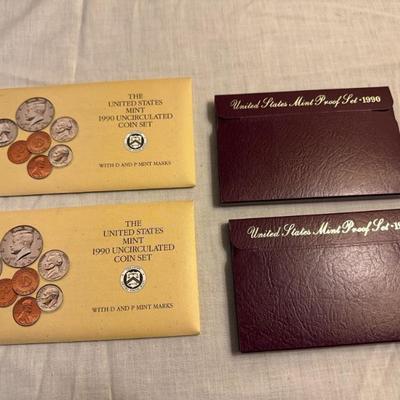 THE
UNITED STATES
MINT
1990 UNCIRCULATED
COIN SET
WITH D AND P MINT MARKS
United States Mint Proof Set - 1990
THE
UNITED STATES
MINT
1990 UNCIRCULATED
COIN SET
WITH D AND P MINT MARKS
United States Mint Proof Set - 1